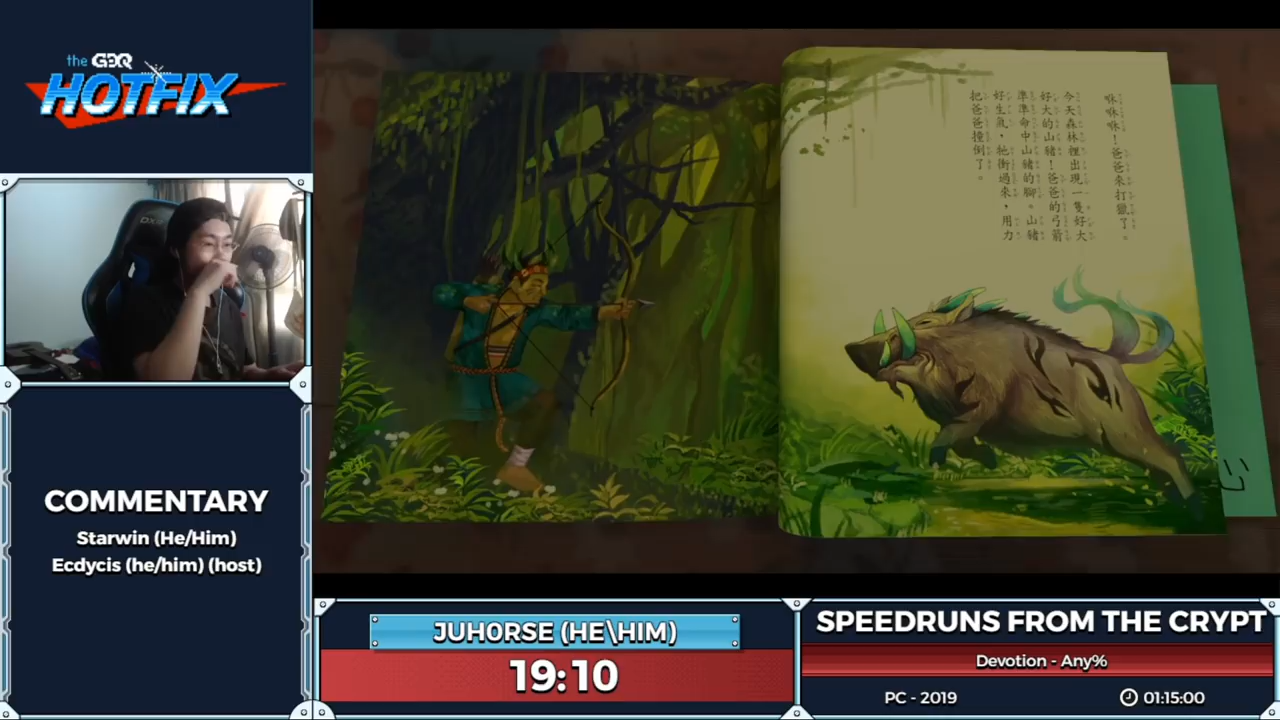 the GDQ
HOTFIX
DX
咻咻咻！爸爸來打獵了。
今天森林裡出現一隻好大
好大的山豬！爸爸的弓箭
準準命中山豬的腳。山豬
好生氣，牠衝過來，用力
把爸爸撞倒了。
COMMENTARY
Starwin (He/Him)
Ecdycis (he/him) (host)
JUH0RSE (HE\HIM)
19:10
SPEEDRUNS FROM THE CRYPT
Devotion - Any%
PC - 2019
01:15:00